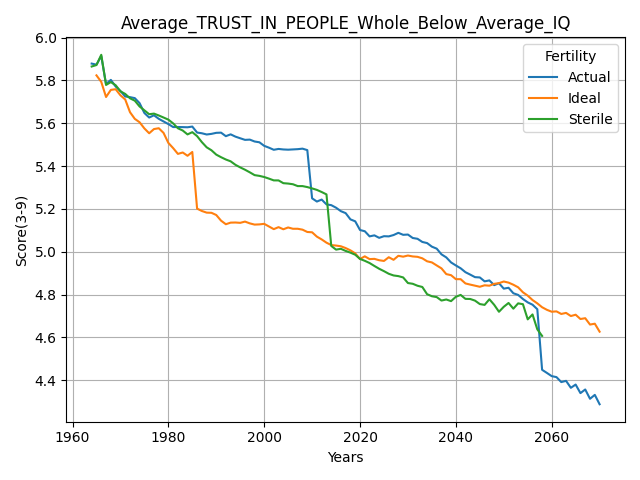 Average_TRUST_IN_PEOPLE_Whole_Below_Average_IQ
Fertility
Actual
Ideal
Sterile
Score(3-9)
6.0
5.8
5.6
5.4
5.2
5.0
4.8
4.6
4.4
1960
1980
2000
2020
2040
2060
Years